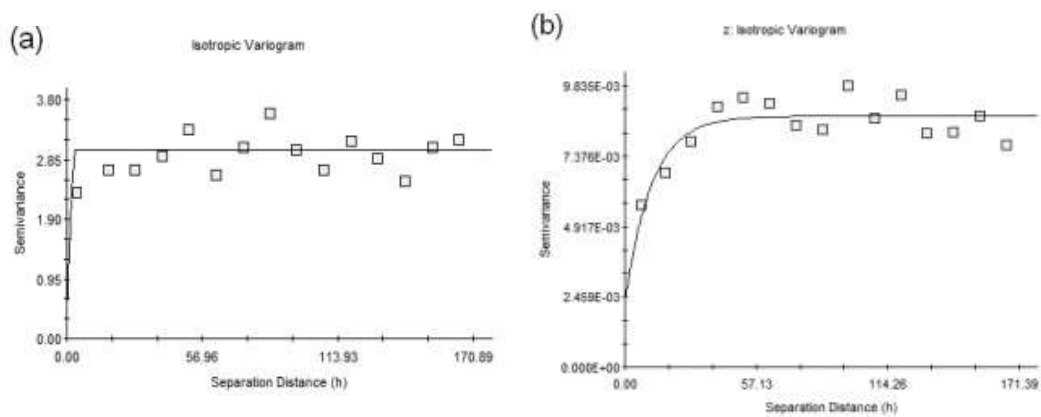 (a)
Isotropic Variogram
3.80
2.85
1.90
0.95
0.00
Semivariance
0.00 56.96 113.93 170.89
Separation Distance (h)
(b)
z: Isotropic Variogram
9.835E-03
7.376E-03
4.917E-03
2.459E-03
0.000E+00
Semivariance
0.00 57.13 114.26 171.39
Separation Distance (h)